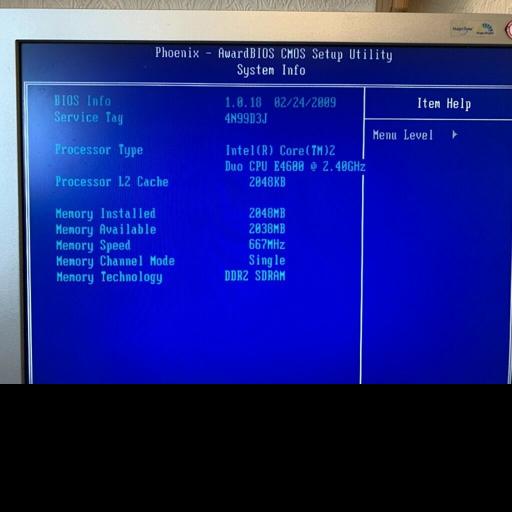 Phoenix - AwardBIOS CMOS Setup Utility
System Info
BIOS Info 1.0.18 02/24/2009
Service Tag 4N99D3J
Processor Type Intel(R) Core(TM)2
Duo CPU E4600 @ 2.40GHz
Processor L2 Cache 2048KB
Memory Installed 2048MB
Memory Available 2038MB
Memory Speed 667MHz
Memory Channel Mode Single
Memory Technology DDR2 SDRAM
Item Help
Menu Level